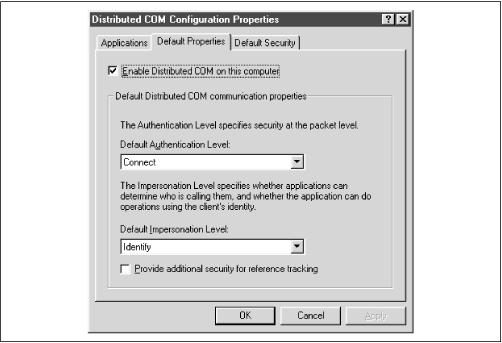 Distributed COM Configuration Properties
Applications
Default Properties
Default Security
Enable Distributed COM on this computer
Default Distributed COM communication properties
The Authentication Level specifies security at the packet level.
Default Authentication Level:
Connect
The Impersonation Level specifies whether applications can
determine who is calling them, and whether the application can do
operations using the client's identity.
Default Impersonation Level:
Identify
Provide additional security for reference tracking
OK
Cancel
Apply